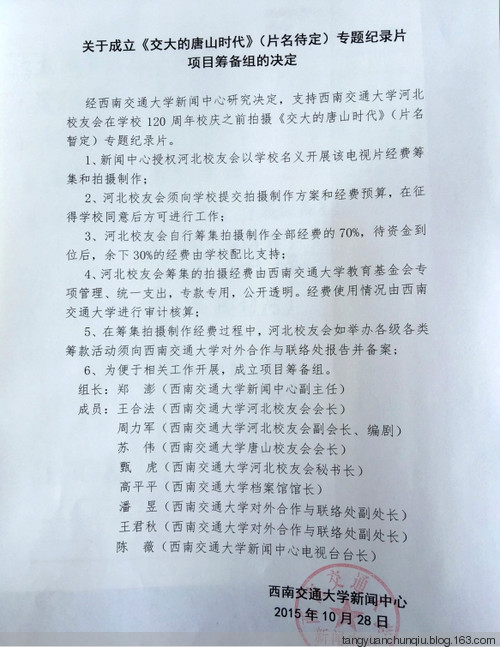 关于成立《交大的唐山时代》（片名待定）专题纪录片
项目筹备组的决定
经西南交通大学新闻中心研究决定，支持西南交通大学河北
校友会在学校 120 周年校庆之前拍摄《交大的唐山时代》（片名
暂定）专题纪录片。
1、新闻中心授权河北校友会以学校名义开展该电视片经费筹
集和拍摄制作；
2、河北校友会须向学校提交拍摄制作方案和经费预算，在征
得学校同意后方可进行工作；
3、河北校友会自行筹集拍摄制作全部经费的 70%，待资金到
位后，余下 30%的经费由学校配比支持；
4、河北校友会筹集的拍摄经费由西南交通大学教育基金会专
项管理、统一支出，专款专用，公开透明。经费使用情况由西南
交通大学进行审计核算；
5、在筹集拍摄制作经费过程中，河北校友会如举办各级各类
筹款活动须向西南交通大学对外合作与联络处报告并备案；
6、为便于相关工作开展，成立项目筹备组。
组长：郑　澎（西南交通大学新闻中心副主任）
成员：王合法（西南交通大学河北校友会会长）
周力军（西南交通大学河北校友会副会长、编剧）
苏　伟（西南交通大学唐山校友会会长）
甄　虎（西南交通大学河北校友会秘书长）
高平平（西南交通大学档案馆馆长）
潘　昱（西南交通大学对外合作与联络处副处长）
王君秋（西南交通大学对外合作与联络处副处长）
陈　薇（西南交通大学新闻中心电视台台长）
西南交通大学新闻中心
2015 年 10 月 28 日
tangyuanchunqiu.blog.163.com